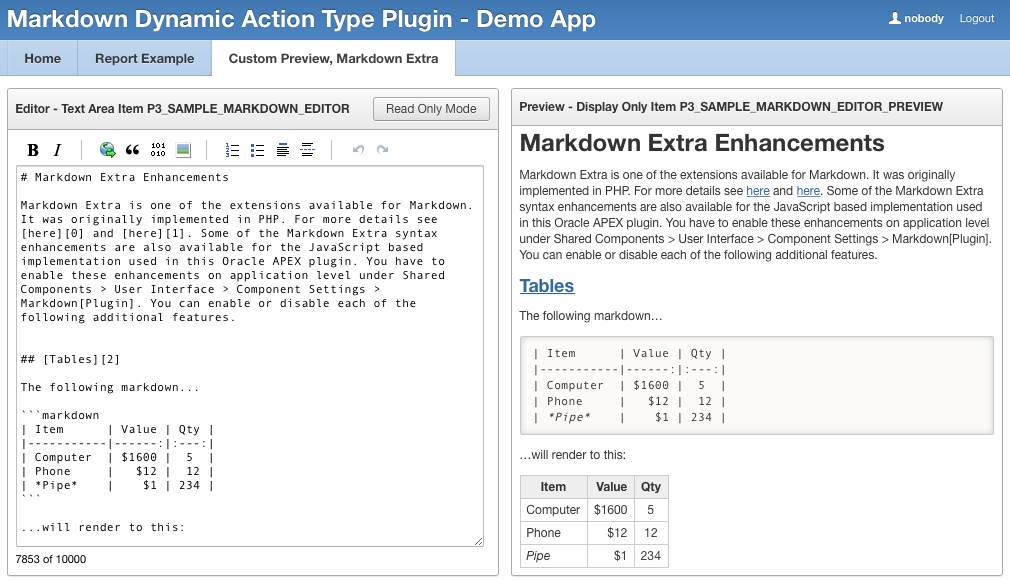 Markdown Dynamic Action Type Plugin - Demo App
nobody Logout
Home Report Example Custom Preview, Markdown Extra
Editor - Text Area Item P3_SAMPLE_MARKDOWN_EDITOR Read Only Mode
B I 101 010
# Markdown Extra Enhancements
Markdown Extra is one of the extensions available for Markdown.
It was originally implemented in PHP. For more details see
[here][0] and [here][1]. Some of the Markdown Extra syntax
enhancements are also available for the JavaScript based
implementation used in this Oracle APEX plugin. You have to
enable these enhancements on application level under Shared
Components > User Interface > Component Settings >
Markdown[Plugin]. You can enable or disable each of the
following additional features.
## [Tables][2]
The following markdown...
```markdown
| Item      | Value | Qty |
|-----------|------:|:---:|
| Computer  | $1600 |  5  |
| Phone     |   $12 |  12 |
| *Pipe*    |    $1 | 234 |
```
...will render to this:
7853 of 10000
Preview - Display Only Item P3_SAMPLE_MARKDOWN_EDITOR_PREVIEW
Markdown Extra Enhancements
Markdown Extra is one of the extensions available for Markdown. It was originally
implemented in PHP. For more details see here and here. Some of the Markdown Extra
syntax enhancements are also available for the JavaScript based implementation used
in this Oracle APEX plugin. You have to enable these enhancements on application level
under Shared Components > User Interface > Component Settings > Markdown[Plugin].
You can enable or disable each of the following additional features.
Tables
The following markdown…
| Item      | Value | Qty |
|-----------|------:|:---:|
| Computer  | $1600 |  5  |
| Phone     |   $12 |  12 |
| *Pipe*    |    $1 | 234 |
…will render to this:
Item Value Qty
Computer $1600 5
Phone $12 12
Pipe $1 234